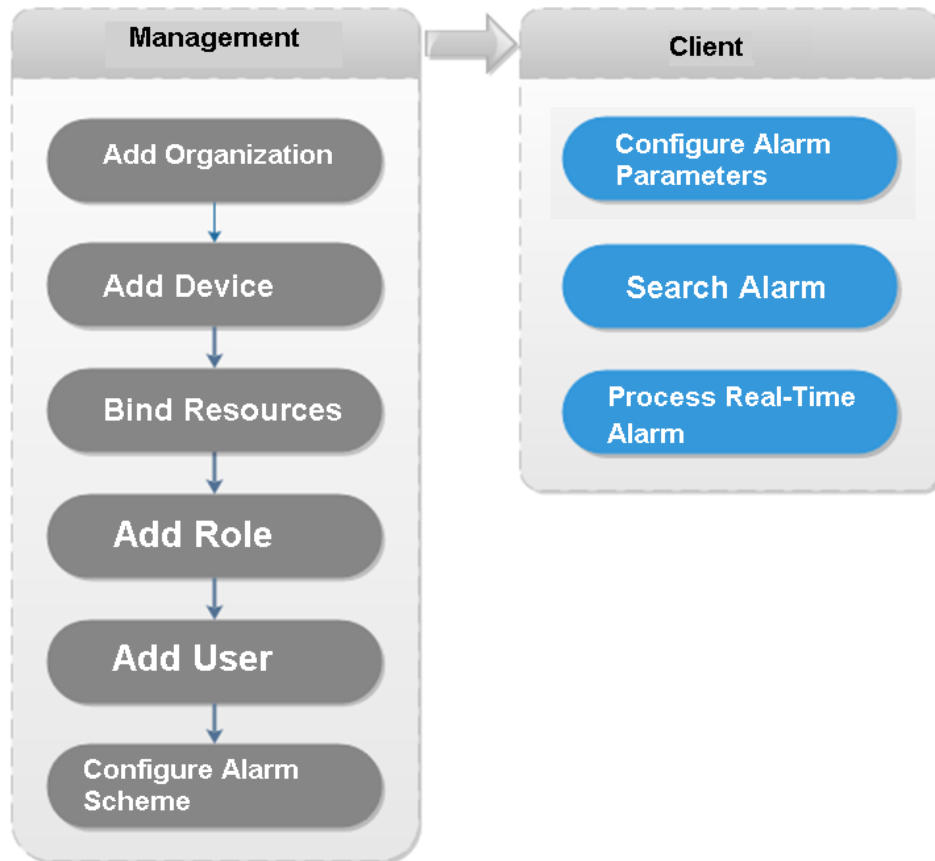 Management
Add Organization
Add Device
Bind Resources
Add Role
Add User
Configure Alarm
Scheme
Client
Configure Alarm
Parameters
Search Alarm
Process Real-Time
Alarm